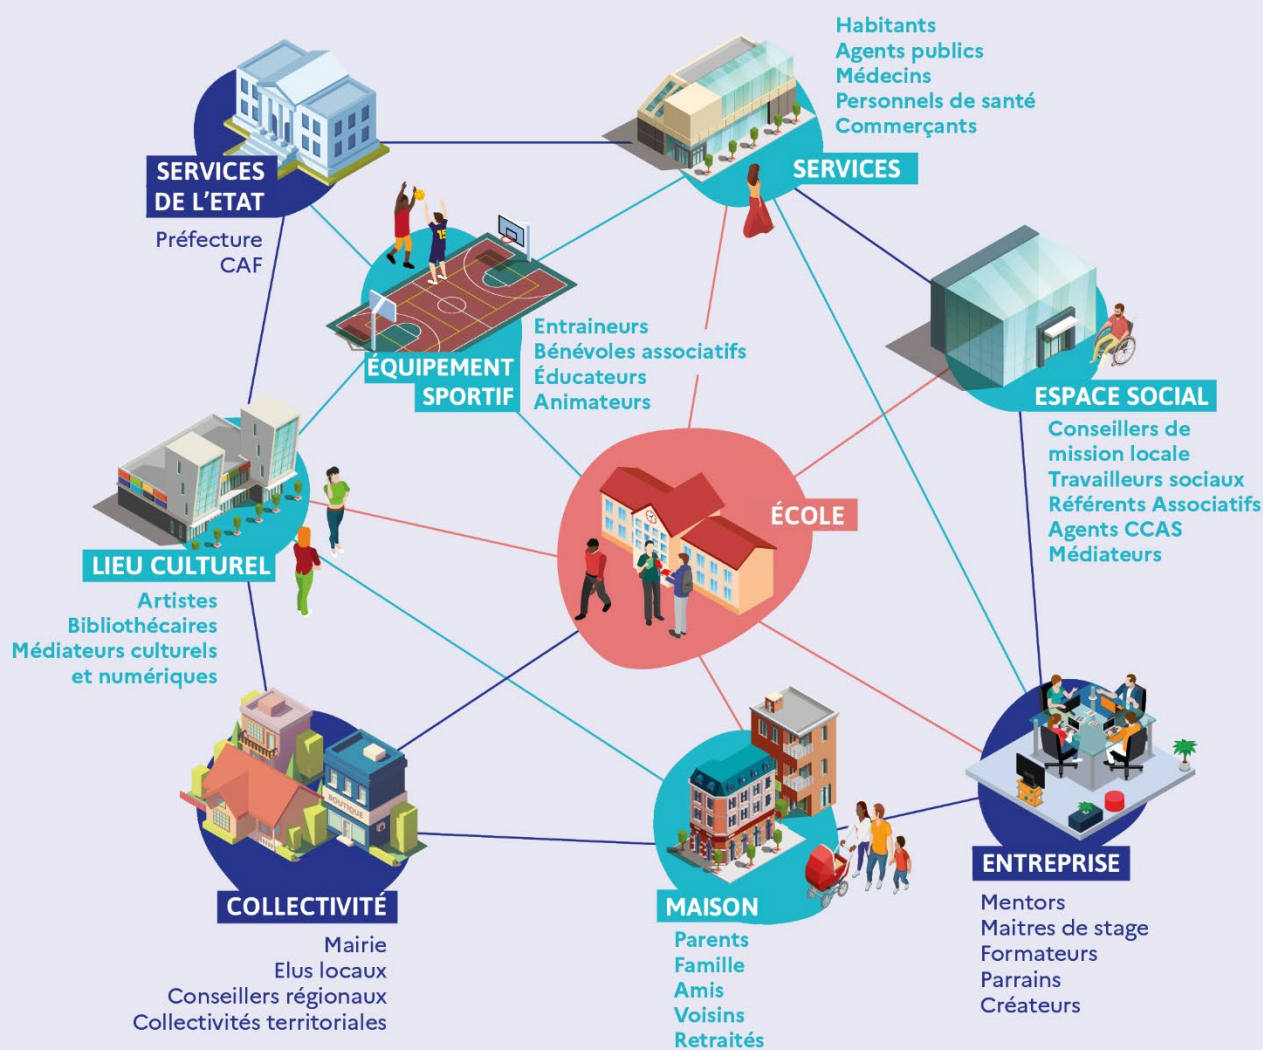 Habitants
Agents publics
Médecins
Personnels de santé
Commerçants
SERVICES
SERVICES
DE L'ETAT
Préfecture
CAF
Entraineurs
Bénévoles associatifs
Éducateurs
Animateurs
ÉQUIPEMENT
SPORTIF
15
ESPACE SOCIAL
Conseillers de
mission locale
Travailleurs sociaux
Référents Associatifs
Agents CCAS
Médiateurs
ÉCOLE
LIEU CULTUREL
Artistes
Bibliothécaires
Médiateurs culturels
et numériques
BOUTIQUE
COLLECTIVITÉ
Mairie
Elus locaux
Conseillers régionaux
Collectivités territoriales
MAISON
Parents
Famille
Amis
Voisins
Retraités
ENTREPRISE
Mentors
Maitres de stage
Formateurs
Parrains
Créateurs